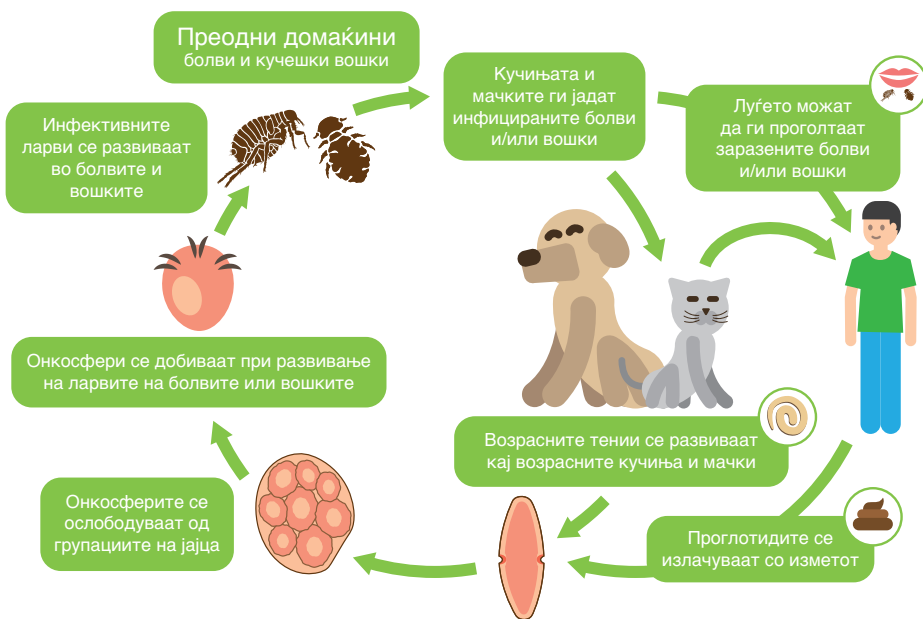 Преодни домаќини
болви и кучешки вошки
Кучињата и
мачките ги јадат
инфицираните болви
и/или вошки
Луѓето можат
да ги проголтаат
заразените болви
и/или вошки
Инфективните
ларви се развиваат
во болвите и
вошките
Онкосфери се добиваат при развивање
на ларвите на болвите или вошките
Возрасните тении се развиваат
кај возрасните кучиња и мачки
Онкосферите се
ослободуваат од
групациите на јајца
Проглотидите се
излачуваат со изметот